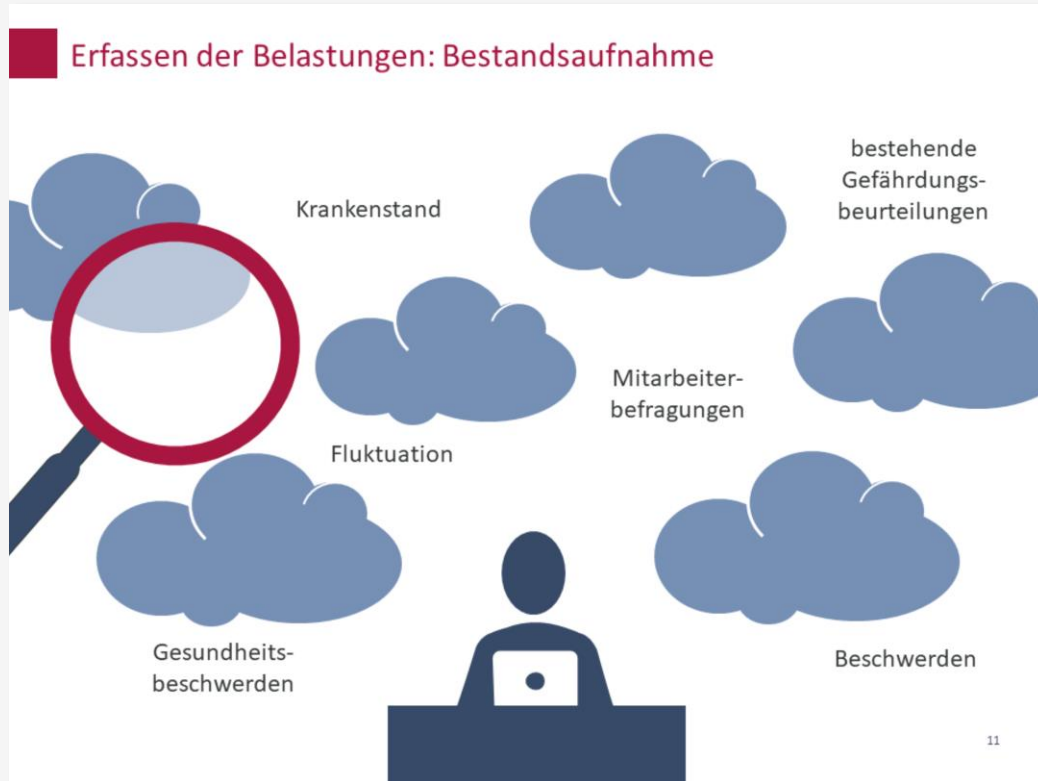 Erfassen der Belastungen: Bestandsaufnahme
Krankenstand
bestehende
Gefährdungs-
beurteilungen
Mitarbeiter-
befragungen
Fluktuation
Gesundheits-
beschwerden
Beschwerden
11